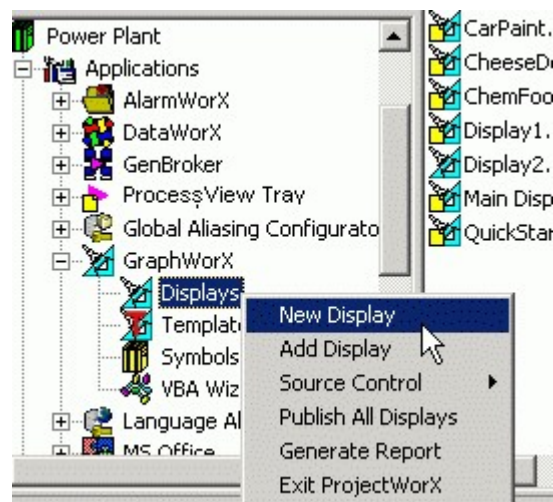 Power Plant
Applications
AlarmWorX
DataWorX
GenBroker
ProcessView Tray
Global Aliasing Configurato
GraphWorX
Displays
Templat
Symbols
VBA Wiz
Language Al
MS Office
New Display
Add Display
Source Control
Publish All Displays
Generate Report
Exit ProjectWorX
CarPaint.
CheeseDe
ChemFoo
Display1.
Display2.
Main Disp
QuickStar